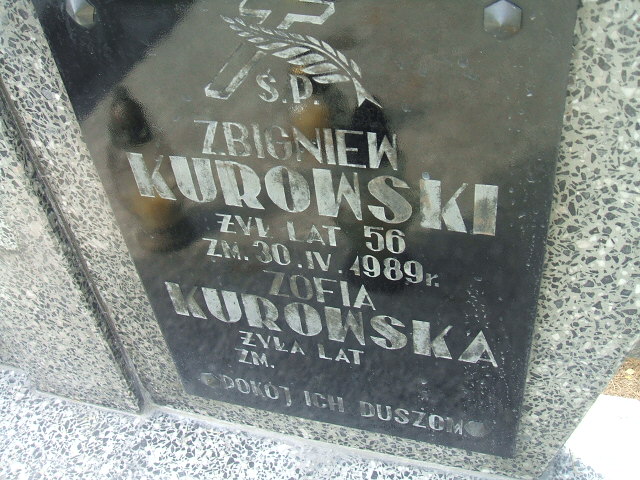 Ś.P.
ZBIGNIEW
KUROWSKI
ŻYŁ LAT 56
ZM. 30.IV.1989r.
ZOFIA
KUROWSKA
ŻYŁA LAT
ZM.
POKÓJ ICH DUSZOM